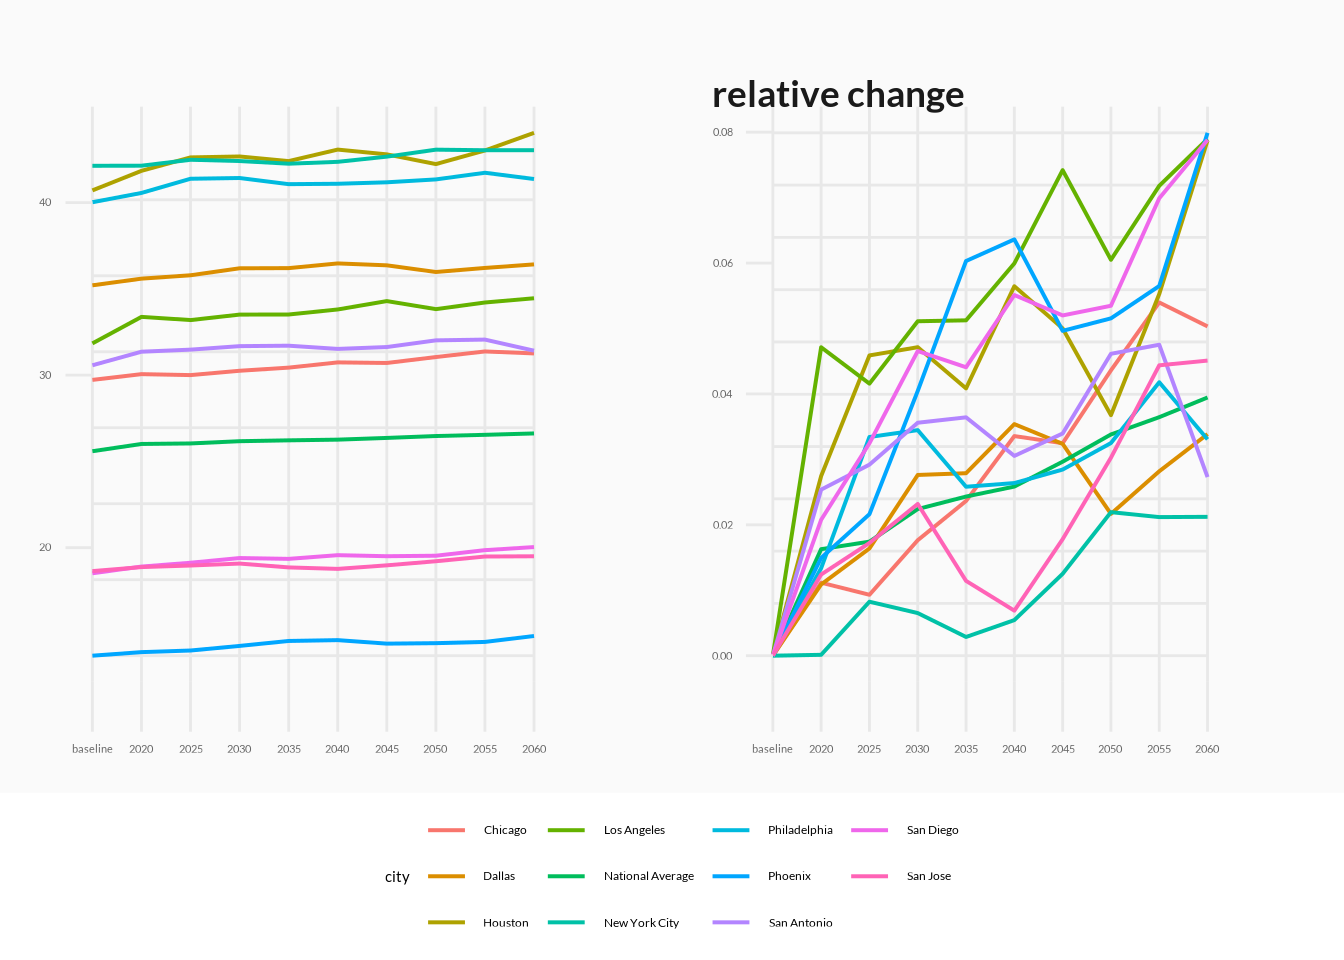 relative change
40
30
20
baseline 2020 2025 2030 2035 2040 2045 2050 2055 2060
0.08
0.06
0.04
0.02
0.00
baseline 2020 2025 2030 2035 2040 2045 2050 2055 2060
Chicago Los Angeles Philadelphia San Diego
city Dallas National Average Phoenix San Jose
Houston New York City San Antonio